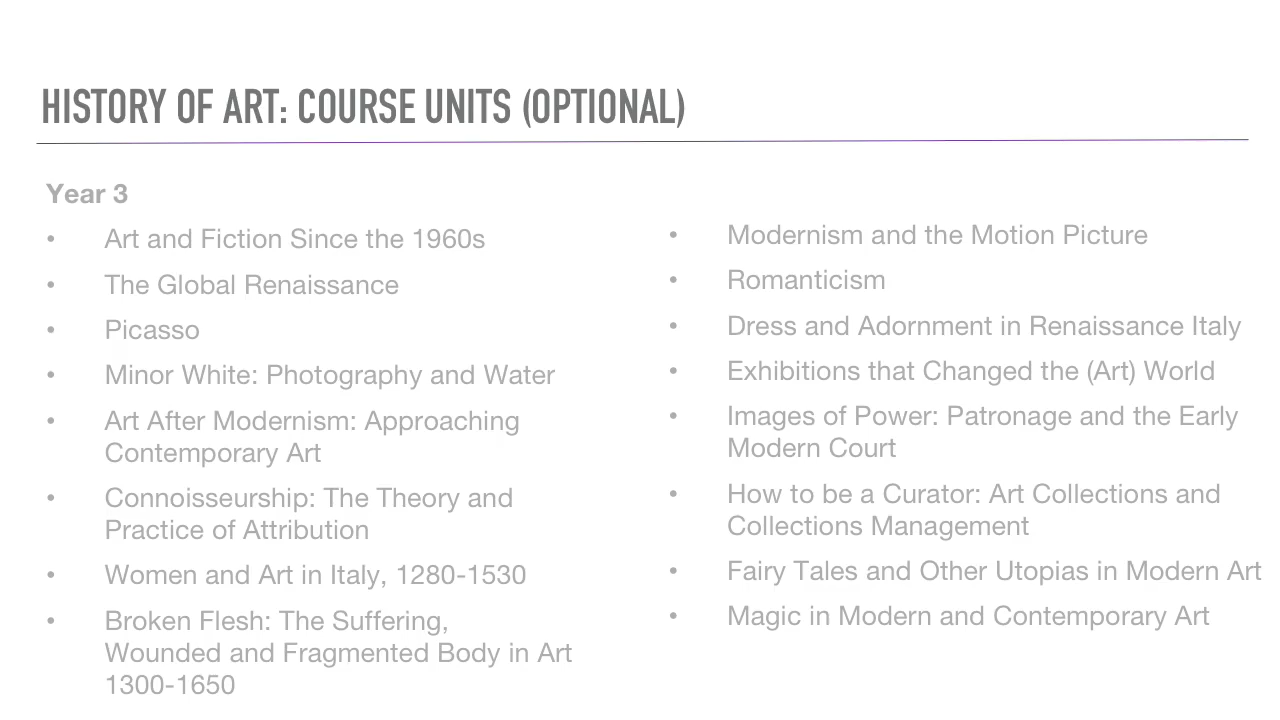 HISTORY OF ART: COURSE UNITS (OPTIONAL)
Year 3
• Art and Fiction Since the 1960s
• The Global Renaissance
• Picasso
• Minor White: Photography and Water
• Art After Modernism: Approaching
Contemporary Art
• Connoisseurship: The Theory and
Practice of Attribution
• Women and Art in Italy, 1280-1530
• Broken Flesh: The Suffering,
Wounded and Fragmented Body in Art
1300-1650
• Modernism and the Motion Picture
• Romanticism
• Dress and Adornment in Renaissance Italy
• Exhibitions that Changed the (Art) World
• Images of Power: Patronage and the Early
Modern Court
• How to be a Curator: Art Collections and
Collections Management
• Fairy Tales and Other Utopias in Modern Art
• Magic in Modern and Contemporary Art